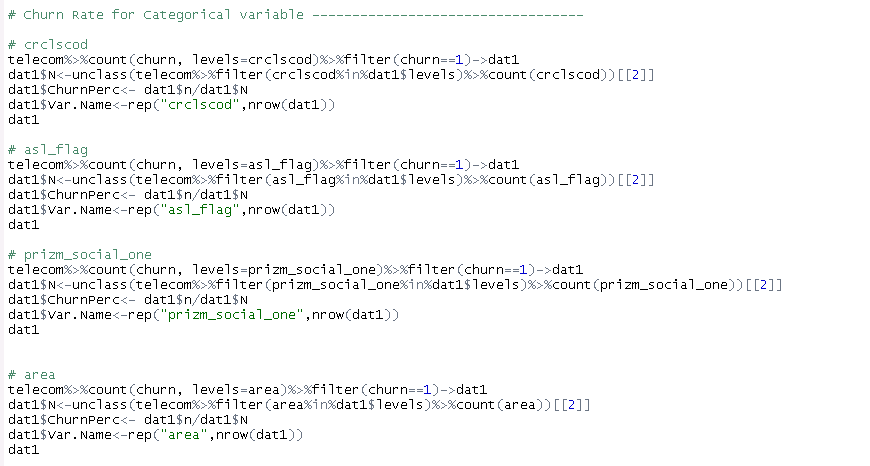 # Churn Rate for Categorical variable ----------------------------------
# crclscod
telecom%>%count(churn, levels=crclscod)%>%filter(churn==1)->dat1
dat1$N<-unclass(telecom%>%filter(crclscod%in%dat1$levels)%>%count(crclscod))[[2]]
dat1$ChurnPerc<- dat1$n/dat1$N
dat1$Var.Name<-rep("crclscod",nrow(dat1))
dat1
# asl_flag
telecom%>%count(churn, levels=asl_flag)%>%filter(churn==1)->dat1
dat1$N<-unclass(telecom%>%filter(asl_flag%in%dat1$levels)%>%count(asl_flag))[[2]]
dat1$ChurnPerc<- dat1$n/dat1$N
dat1$Var.Name<-rep("asl_flag",nrow(dat1))
dat1
# prizm_social_one
telecom%>%count(churn, levels=prizm_social_one)%>%filter(churn==1)->dat1
dat1$N<-unclass(telecom%>%filter(prizm_social_one%in%dat1$levels)%>%count(prizm_social_one))[[2]]
dat1$ChurnPerc<- dat1$n/dat1$N
dat1$Var.Name<-rep("prizm_social_one",nrow(dat1))
dat1
# area
telecom%>%count(churn, levels=area)%>%filter(churn==1)->dat1
dat1$N<-unclass(telecom%>%filter(area%in%dat1$levels)%>%count(area))[[2]]
dat1$ChurnPerc<- dat1$n/dat1$N
dat1$Var.Name<-rep("area",nrow(dat1))
dat1